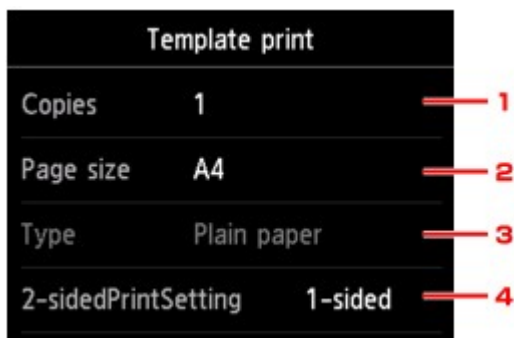 Template print
Copies 1 1
Page size A4 2
Type Plain paper 3
2-sidedPrintSetting 1-sided 4